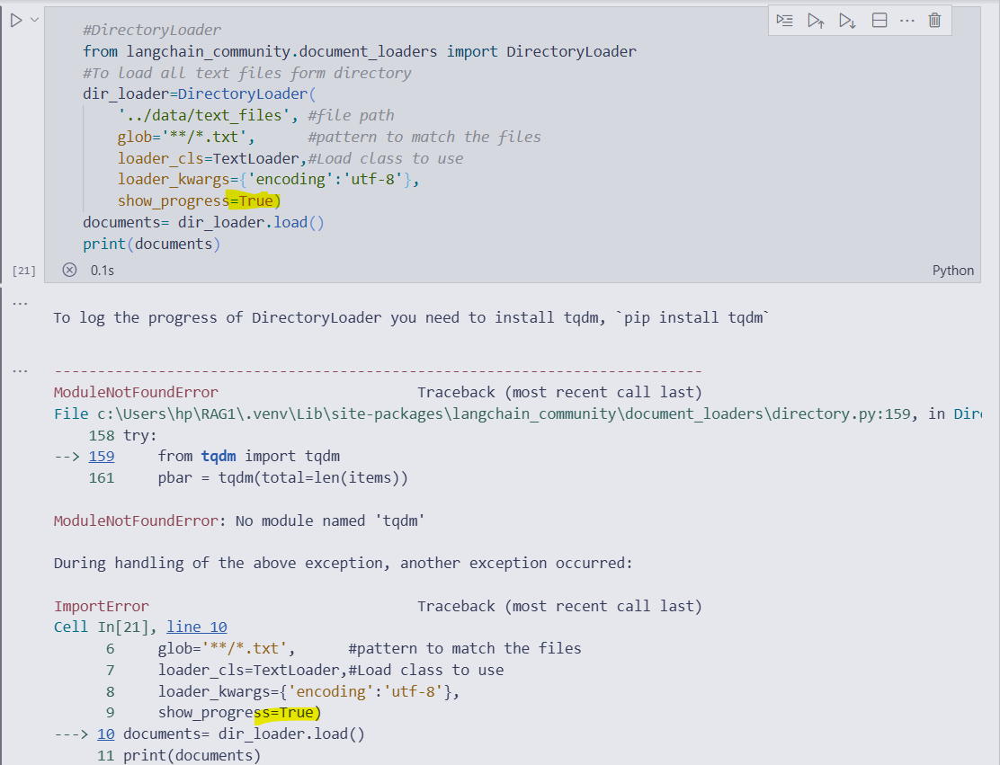 #DirectoryLoader
from langchain_community.document_loaders import DirectoryLoader
#To load all text files form directory
dir_loader=DirectoryLoader(
    '../data/text_files', #file path
    glob='**/*.txt',      #pattern to match the files
    loader_cls=TextLoader,#Load class to use
    loader_kwargs={'encoding':'utf-8'},
    show_progress=True)
documents= dir_loader.load()
print(documents)
[21] 0.1s Python
To log the progress of DirectoryLoader you need to install tqdm, `pip install tqdm`
---------------------------------------------------------------------------
ModuleNotFoundError                       Traceback (most recent call last)
File c:\Users\hp\RAG1\.venv\Lib\site-packages\langchain_community\document_loaders\directory.py:159, in Dire
    158 try:
--> 159     from tqdm import tqdm
    161     pbar = tqdm(total=len(items))
ModuleNotFoundError: No module named 'tqdm'
During handling of the above exception, another exception occurred:
ImportError                               Traceback (most recent call last)
Cell In[21], line 10
      6     glob='**/*.txt',      #pattern to match the files
      7     loader_cls=TextLoader,#Load class to use
      8     loader_kwargs={'encoding':'utf-8'},
      9     show_progress=True)
---> 10 documents= dir_loader.load()
     11 print(documents)